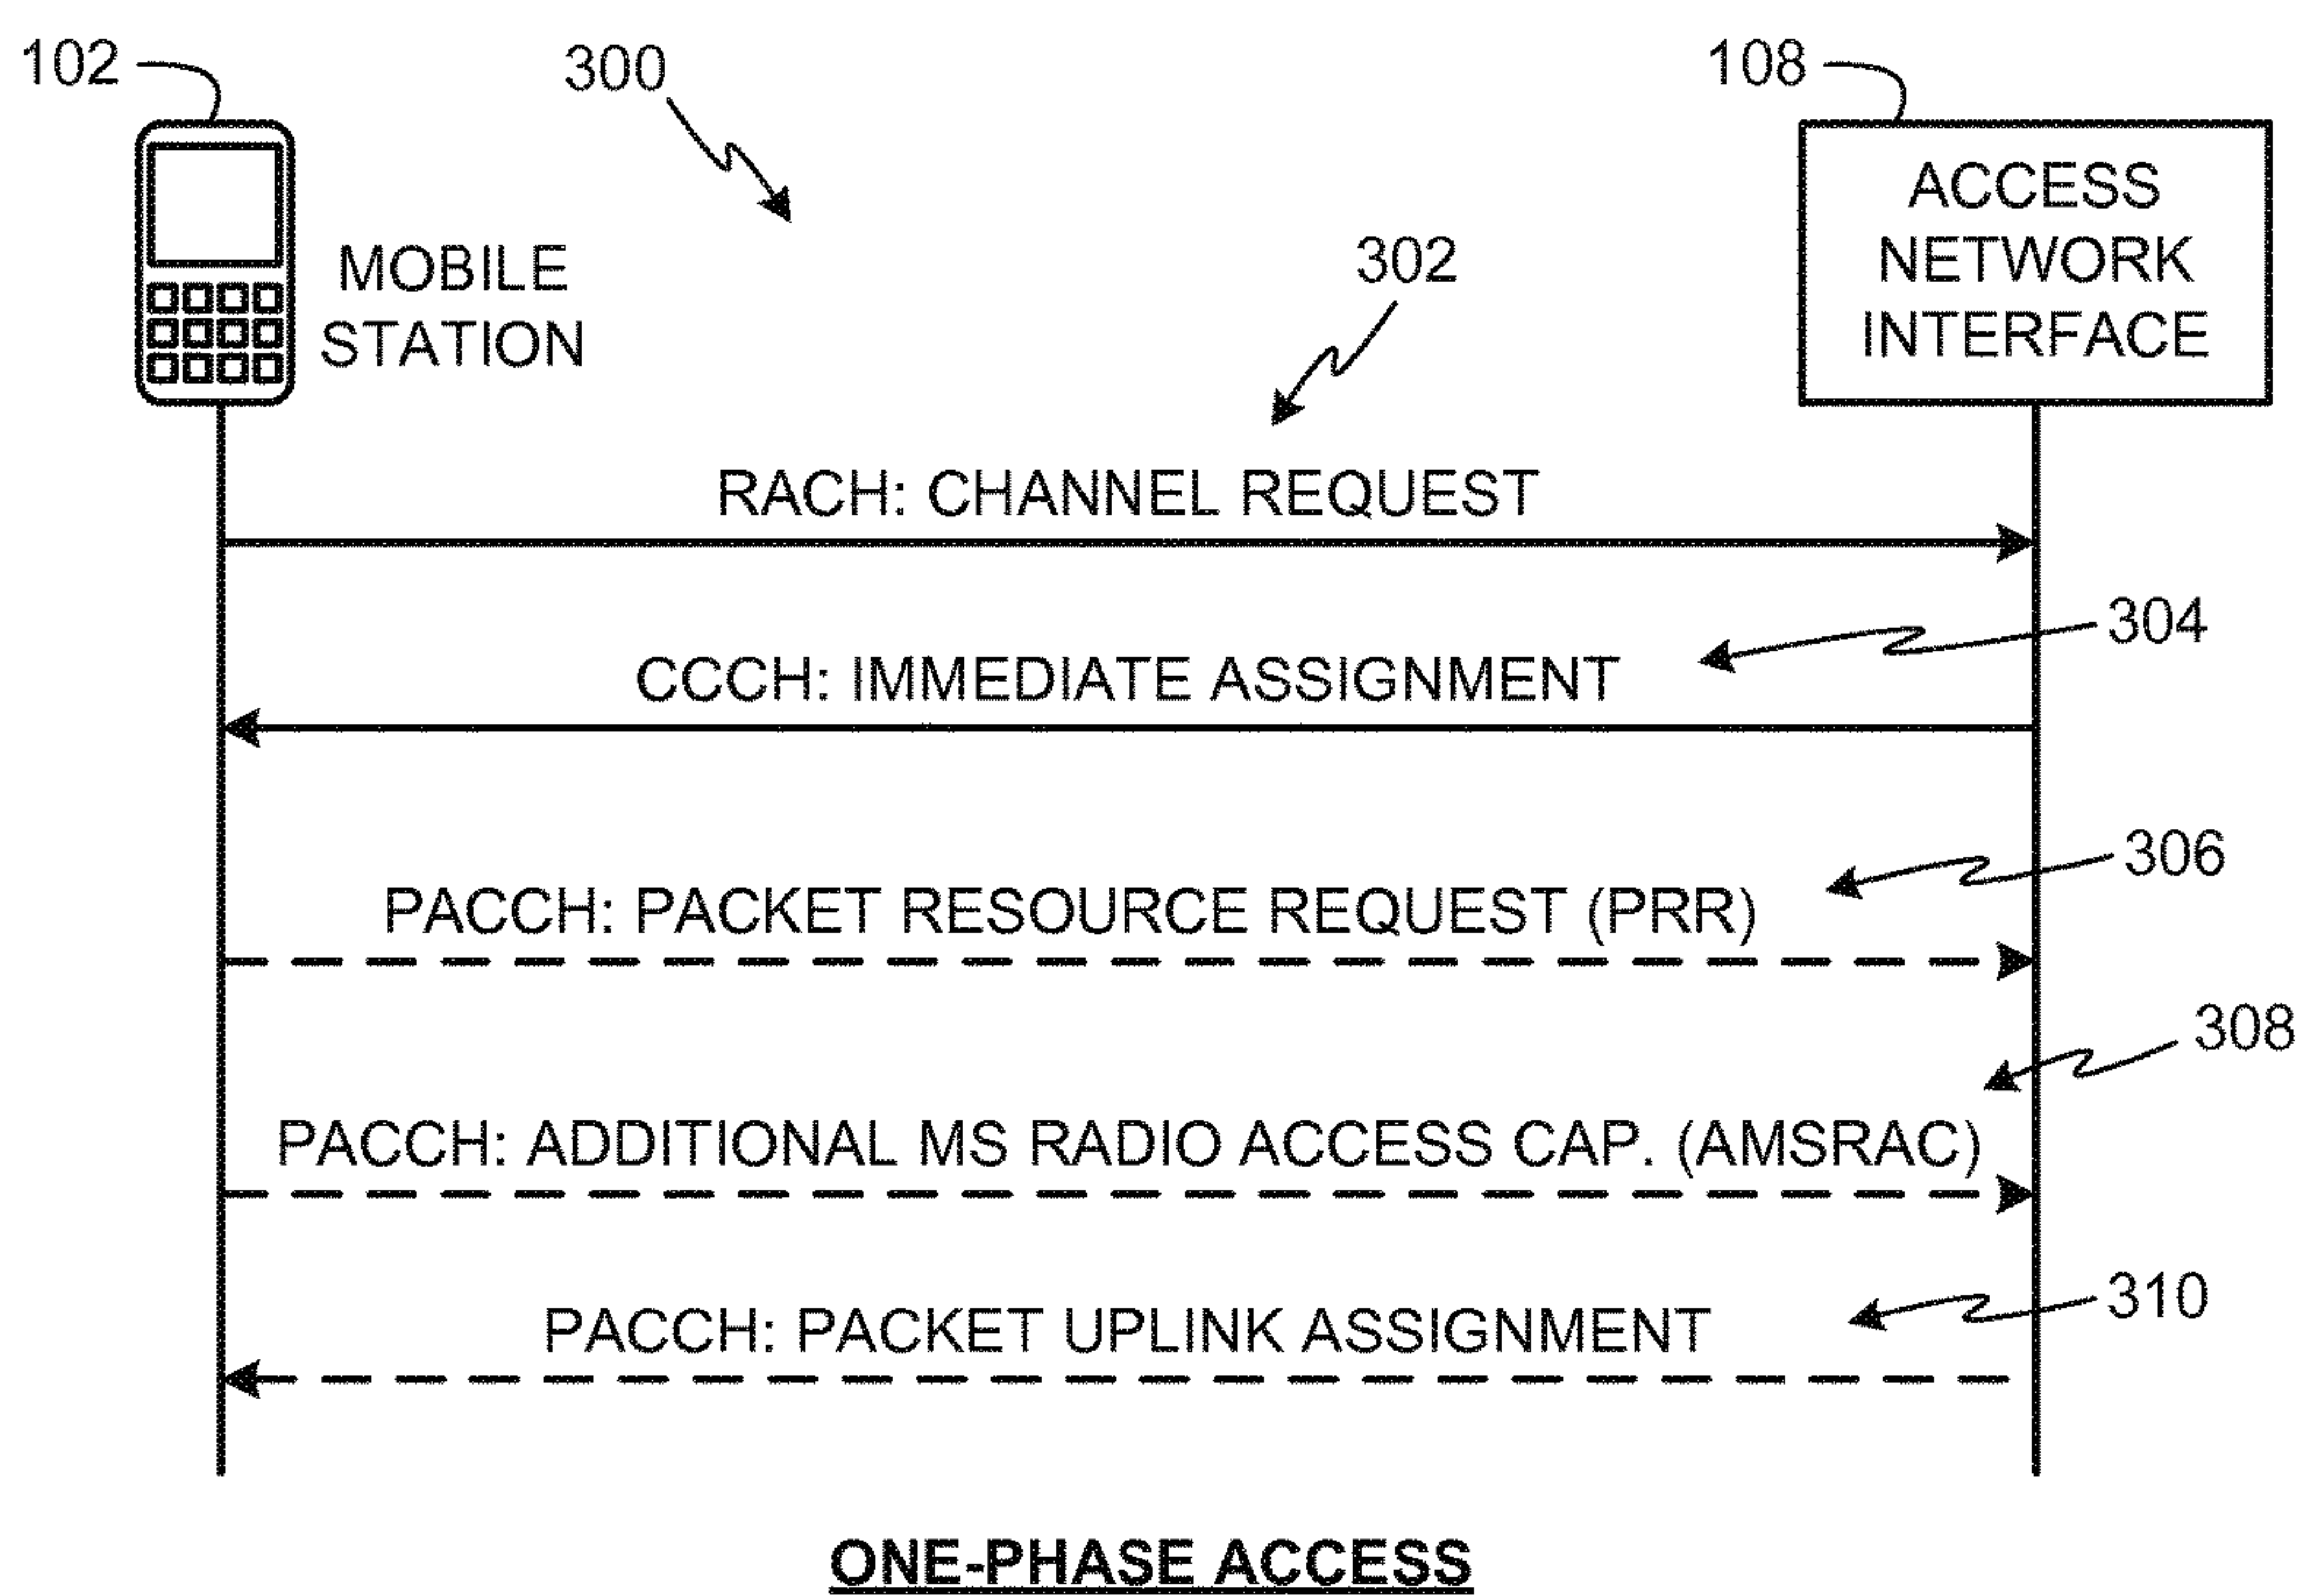 102
300
108
MOBILE
STATION
ACCESS
NETWORK
INTERFACE
302
RACH: CHANNEL REQUEST
304
CCCH: IMMEDIATE ASSIGNMENT
306
PACCH: PACKET RESOURCE REQUEST (PRR)
308
PACCH: ADDITIONAL MS RADIO ACCESS CAP. (AMSRAC)
310
PACCH: PACKET UPLINK ASSIGNMENT
ONE-PHASE ACCESS